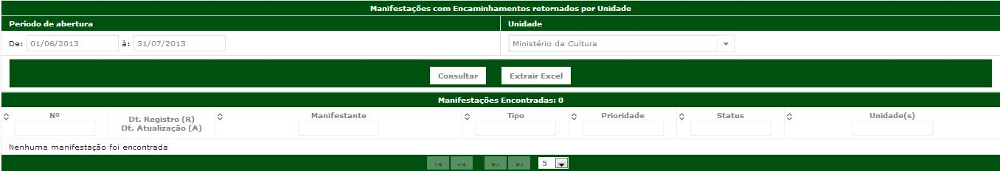 Manifestações com Encaminhamentos retornados por Unidade
Período de abertura Unidade
De: 01/06/2013 à: 31/07/2013 Ministério da Cultura
Consultar Extrair Excel
Manifestações Encontradas: 0
Nº Dt. Registro (R) Manifestante Tipo Prioridade Status Unidade(s)
Dt. Atualização (A)
Nenhuma manifestação foi encontrada
5